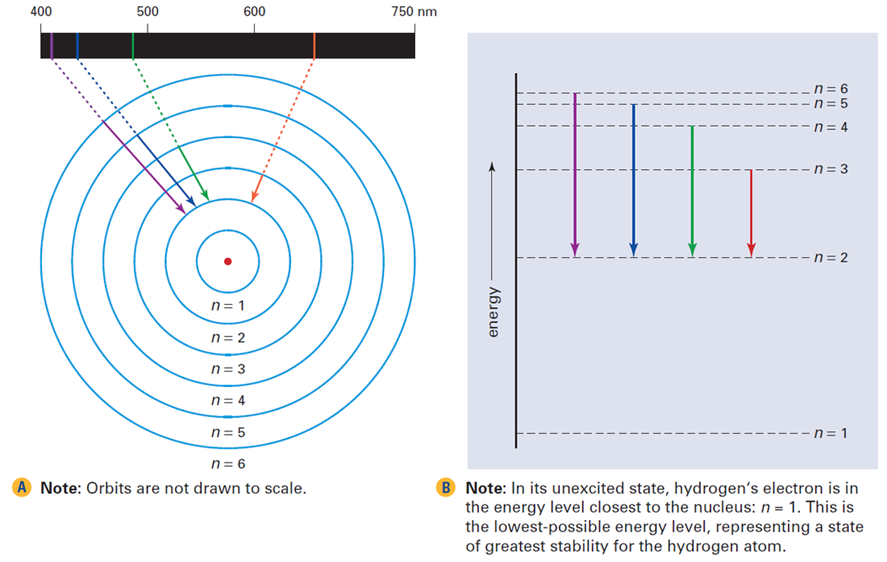 400 500 600 750 nm
n = 1
n = 2
n = 3
n = 4
n = 5
n = 6
A Note: Orbits are not drawn to scale.
n = 6
n = 5
n = 4
n = 3
n = 2
n = 1
energy
B Note: In its unexcited state, hydrogen's electron is in
the energy level closest to the nucleus: n = 1. This is
the lowest-possible energy level, representing a state
of greatest stability for the hydrogen atom.